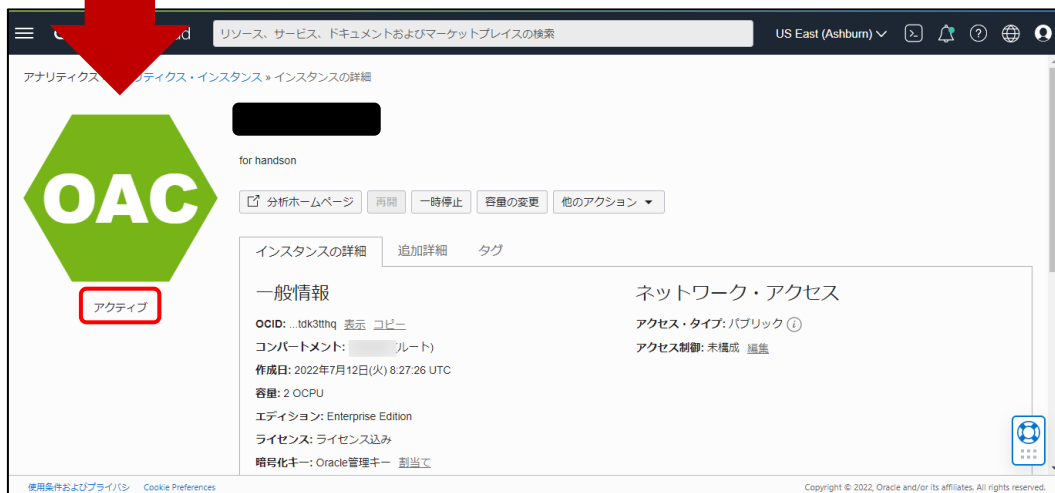 リソース、サービス、ドキュメントおよびマーケットプレイスの検索
US East (Ashburn)
アナリティクス
ティクス・インスタンス » インスタンスの詳細
for handson
OAC
分析ホームページ 再開 一時停止 容量の変更 他のアクション
アクティブ
インスタンスの詳細 追加詳細 タグ
一般情報
OCID: ...tdk3tthq 表示 コピー
コンパートメント: (ルート)
作成日: 2022年7月12日(火) 8:27:26 UTC
容量: 2 OCPU
エディション: Enterprise Edition
ライセンス: ライセンス込み
暗号化キー: Oracle管理キー 割当て
ネットワーク・アクセス
アクセス・タイプ: パブリック
アクセス制御: 未構成 編集
使用条件およびプライバシ Cookie Preferences
Copyright © 2022, Oracle and/or its affiliates. All rights reserved.